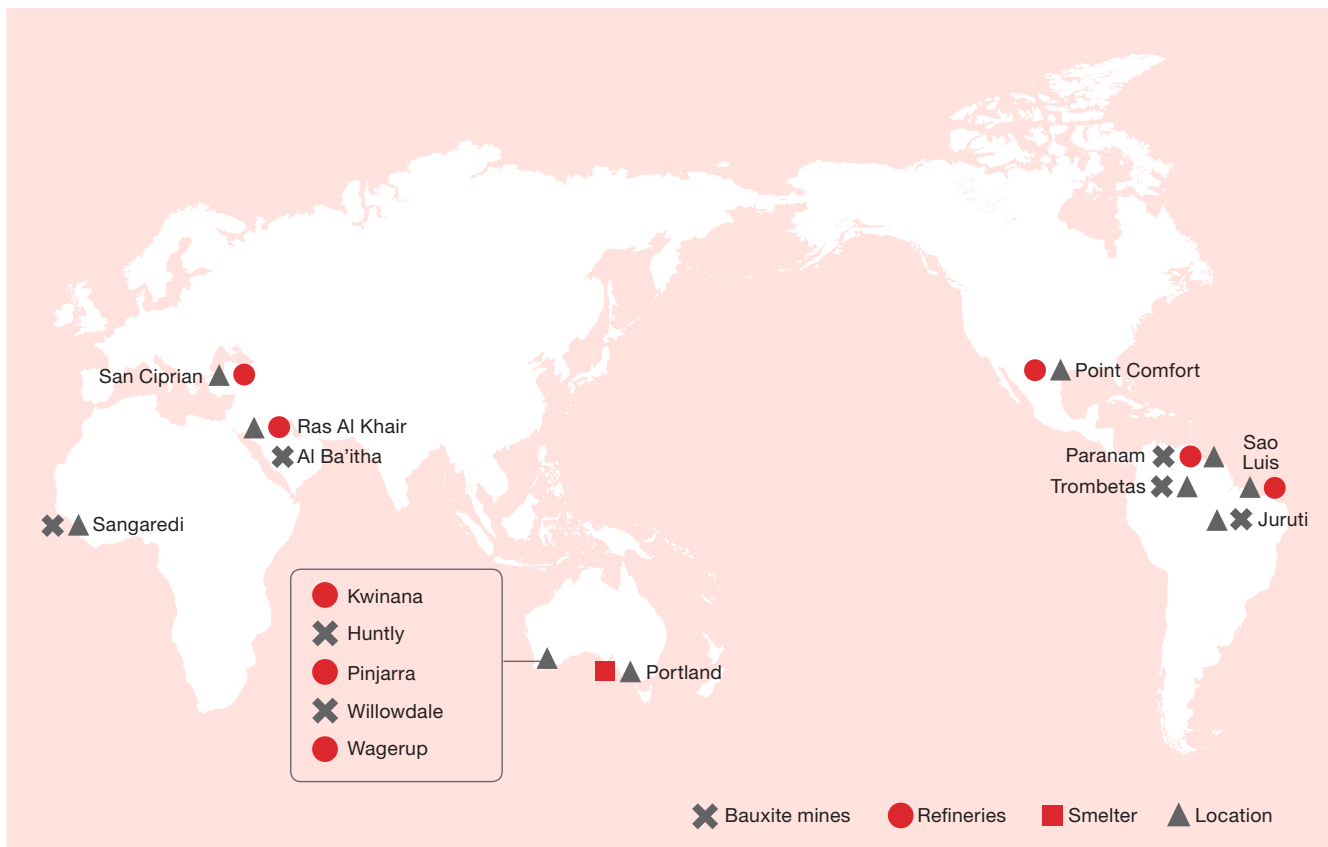 San Ciprian
Ras Al Khair
Al Ba’itha
Sangaredi
Kwinana
Huntly
Pinjarra
Willowdale
Wagerup
Portland
Point Comfort
Paranam
Sao
Luis
Trombetas
Juruti
Bauxite mines
Refineries
Smelter
Location